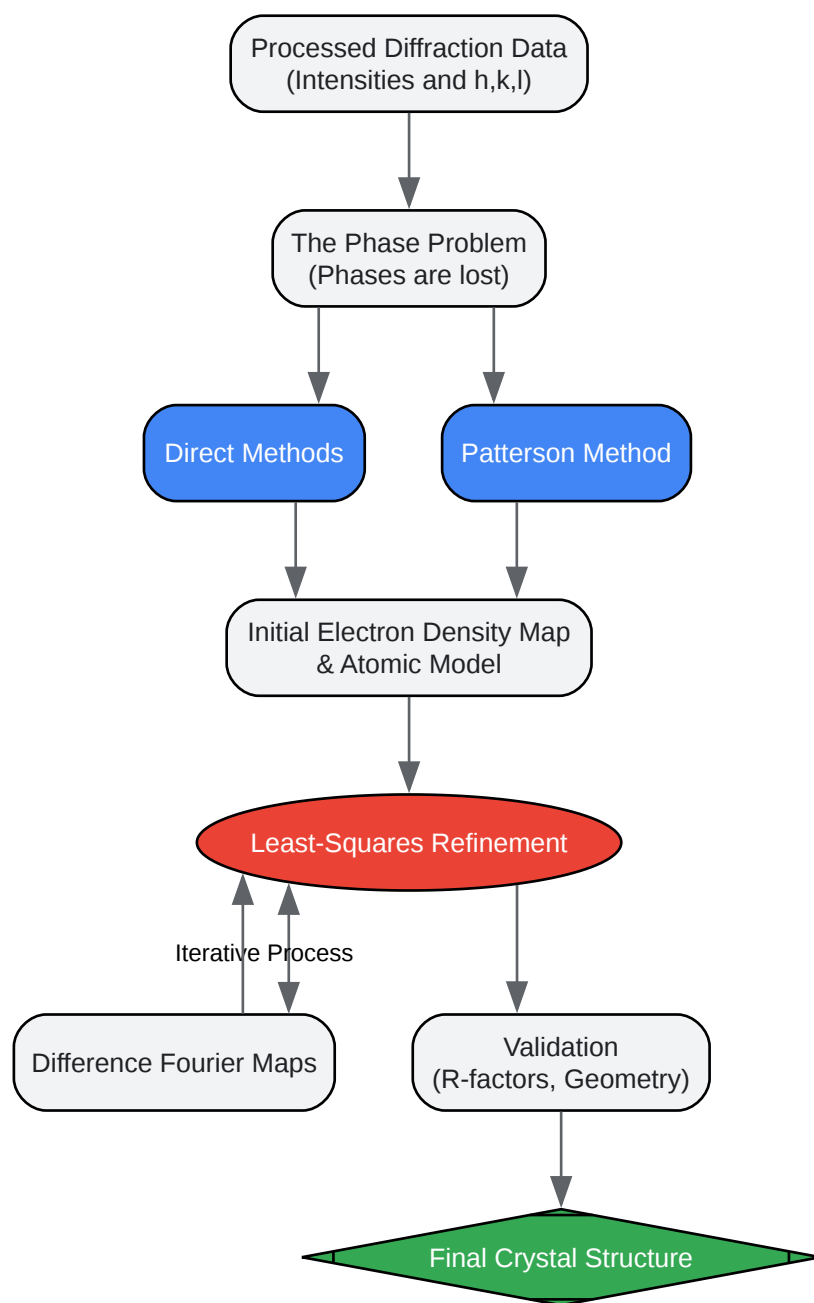 Processed Diffraction Data
(Intensities and h,k,l)
The Phase Problem
(Phases are lost)
Direct Methods
Patterson Method
Initial Electron Density Map
& Atomic Model
Least-Squares Refinement
Iterative Process
Difference Fourier Maps
Validation
(R-factors, Geometry)
Final Crystal Structure